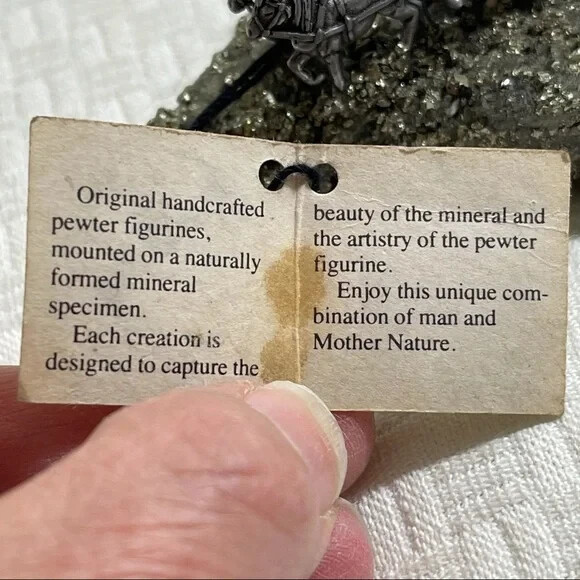 Original handcrafted
pewter figurines,
mounted on a naturally
formed mineral
specimen.
Each creation is
designed to capture the
beauty of the mineral and
the artistry of the pewter
figurine.
Enjoy this unique com-
bination of man and
Mother Nature.